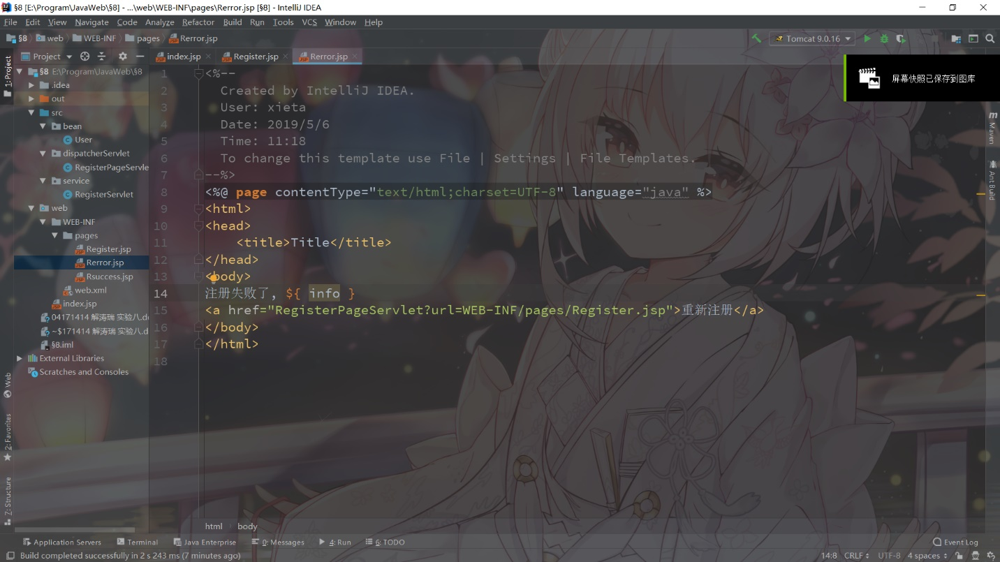 §8 [E:\Program\JavaWeb\§8] - ...\web\WEB-INF\pages\Rerror.jsp [§8] - IntelliJ IDEA
File Edit View Navigate Code Analyze Refactor Build Run Tools VCS Window Help
§8 web WEB-INF pages Rerror.jsp Tomcat 9.0.16
Project index.jsp Register.jsp Rerror.jsp
屏幕快照已保存到图库
1: Project
§8 E:\Program\JavaWeb\§8
.idea
out
src
bean
User
dispatcherServlet
RegisterPageServle
service
RegisterServlet
web
WEB-INF
pages
Register.jsp
Rerror.jsp
Rsuccess.jsp
web.xml
index.jsp
04171414 解涛瑞 实验八.d
~$171414 解涛瑞 实验八.d
§8.iml
External Libraries
Scratches and Consoles
1 <%--
2 Created by IntelliJ IDEA.
3 User: xieta
4 Date: 2019/5/6
5 Time: 11:18
6 To change this template use File | Settings | File Templates.
7 --%>
8 <%@ page contentType="text/html;charset=UTF-8" language="java" %>
9 <html>
10 <head>
11 <title>Title</title>
12 </head>
13 <body>
14 注册失败了, ${ info }
15 <a href="RegisterPageServlet?url=WEB-INF/pages/Register.jsp">重新注册</a>
16 </body>
17 </html>
18
Maven
Ant Build
Web
2: Favorites
Z: Structure
html body
Application Servers Terminal Java Enterprise 0: Messages 4: Run 6: TODO Event Log
Build completed successfully in 2 s 243 ms (7 minutes ago) 14:8 CRLF UTF-8 4 spaces